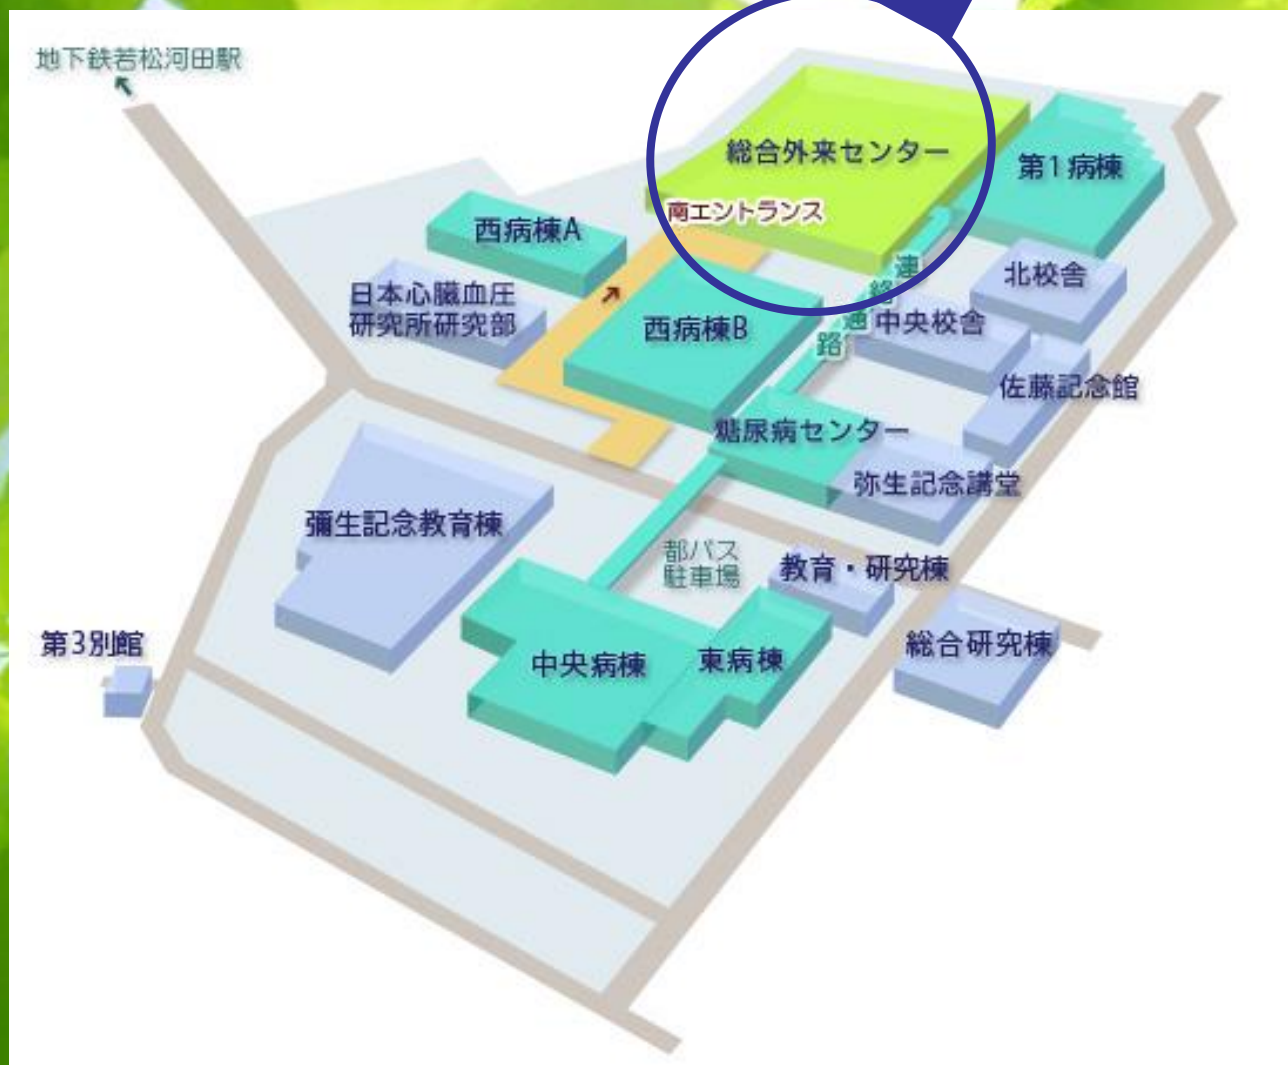 地下鉄若松河田駅
総合外来センター
第1病棟
南エントランス
西病棟A
連絡通路
北校舎
日本心臓血圧
研究所研究部
西病棟B
中央校舎
佐藤記念館
糖尿病センター
弥生記念講堂
彌生記念教育棟
都バス
駐車場
教育・研究棟
第3別館
中央病棟
東病棟
総合研究棟